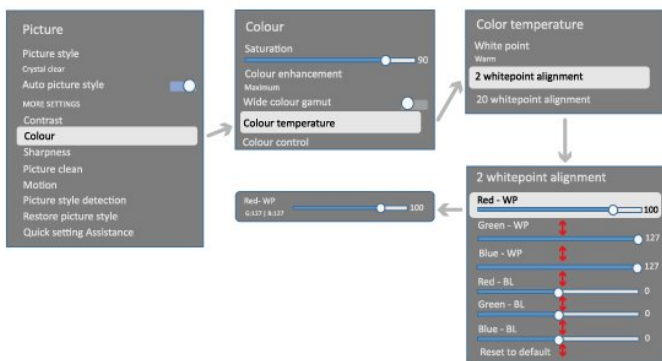 Picture
Picture style
Crystal clear
Auto picture style
MORE SETTINGS
Contrast
Colour
Sharpness
Picture clean
Motion
Picture style detection
Restore picture style
Quick setting Assistance
Colour
Saturation
90
Colour enhancement
Maximum
Wide colour gamut
Colour temperature
Colour control
Color temperature
White point
Warm
2 whitepoint alignment
20 whitepoint alignment
2 whitepoint alignment
Red - WP
100
Green - WP
127
Blue - WP
127
Red - BL
0
Green - BL
0
Blue - BL
0
Reset to default
Red- WP
100
G:127 | B:127